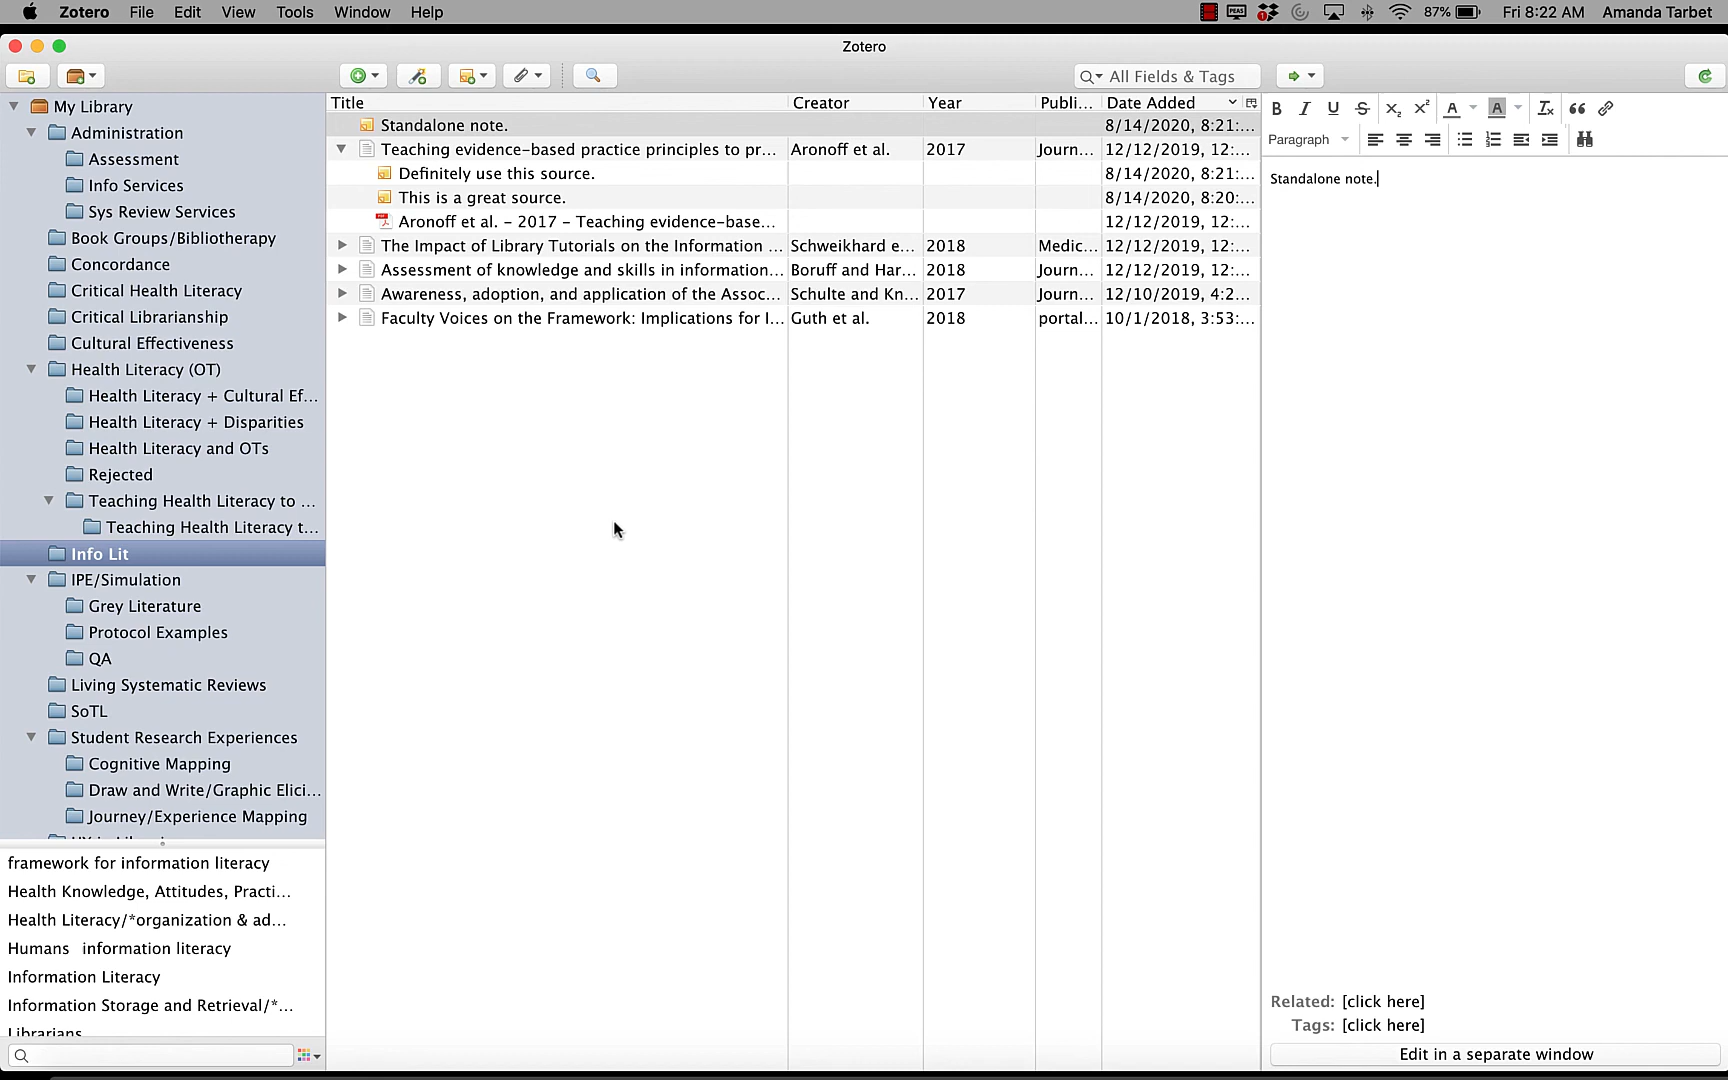 Zotero File Edit View Tools Window Help 87% Fri 8:22 AM Amanda Tarbet
Zotero
All Fields & Tags
My Library
Administration
Assessment
Info Services
Sys Review Services
Book Groups/Bibliotherapy
Concordance
Critical Health Literacy
Critical Librarianship
Cultural Effectiveness
Health Literacy (OT)
Health Literacy + Cultural Ef...
Health Literacy + Disparities
Health Literacy and OTs
Rejected
Teaching Health Literacy to ...
Teaching Health Literacy t...
Info Lit
IPE/Simulation
Grey Literature
Protocol Examples
QA
Living Systematic Reviews
SoTL
Student Research Experiences
Cognitive Mapping
Draw and Write/Graphic Elici...
Journey/Experience Mapping
framework for information literacy
Health Knowledge, Attitudes, Practi...
Health Literacy/*organization & ad...
Humans information literacy
Information Literacy
Information Storage and Retrieval/*...
Librarians
Title Creator Year Publi... Date Added
Standalone note. 8/14/2020, 8:21:...
Teaching evidence-based practice principles to pr... Aronoff et al. 2017 Journ... 12/12/2019, 12:...
Definitely use this source. 8/14/2020, 8:21:...
This is a great source. 8/14/2020, 8:20:...
Aronoff et al. - 2017 - Teaching evidence-base... 12/12/2019, 12:...
The Impact of Library Tutorials on the Information ... Schweikhard e... 2018 Medic... 12/12/2019, 12:...
Assessment of knowledge and skills in information... Boruff and Har... 2018 Journ... 12/12/2019, 12:...
Awareness, adoption, and application of the Assoc... Schulte and Kn... 2017 Journ... 12/10/2019, 4:2...
Faculty Voices on the Framework: Implications for I... Guth et al. 2018 portal... 10/1/2018, 3:53:...
Paragraph
Standalone note.
Related: [click here]
Tags: [click here]
Edit in a separate window